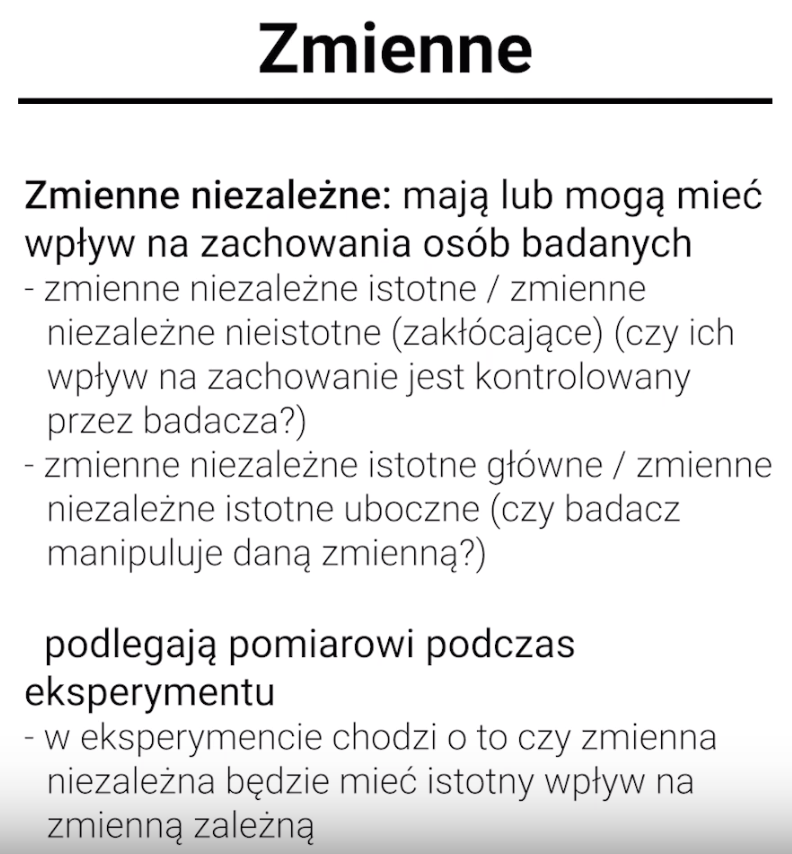 Zmienne
Zmienne niezależne: mają lub mogą mieć
wpływ na zachowania osób badanych
- zmienne niezależne istotne / zmienne
niezależne nieistotne (zakłócające) (czy ich
wpływ na zachowanie jest kontrolowany
przez badacza?)
- zmienne niezależne istotne główne / zmienne
niezależne istotne uboczne (czy badacz
manipuluje daną zmienną?)
podlegają pomiarowi podczas
eksperymentu
- w eksperymencie chodzi o to czy zmienna
niezależna będzie mieć istotny wpływ na
zmienną zależną